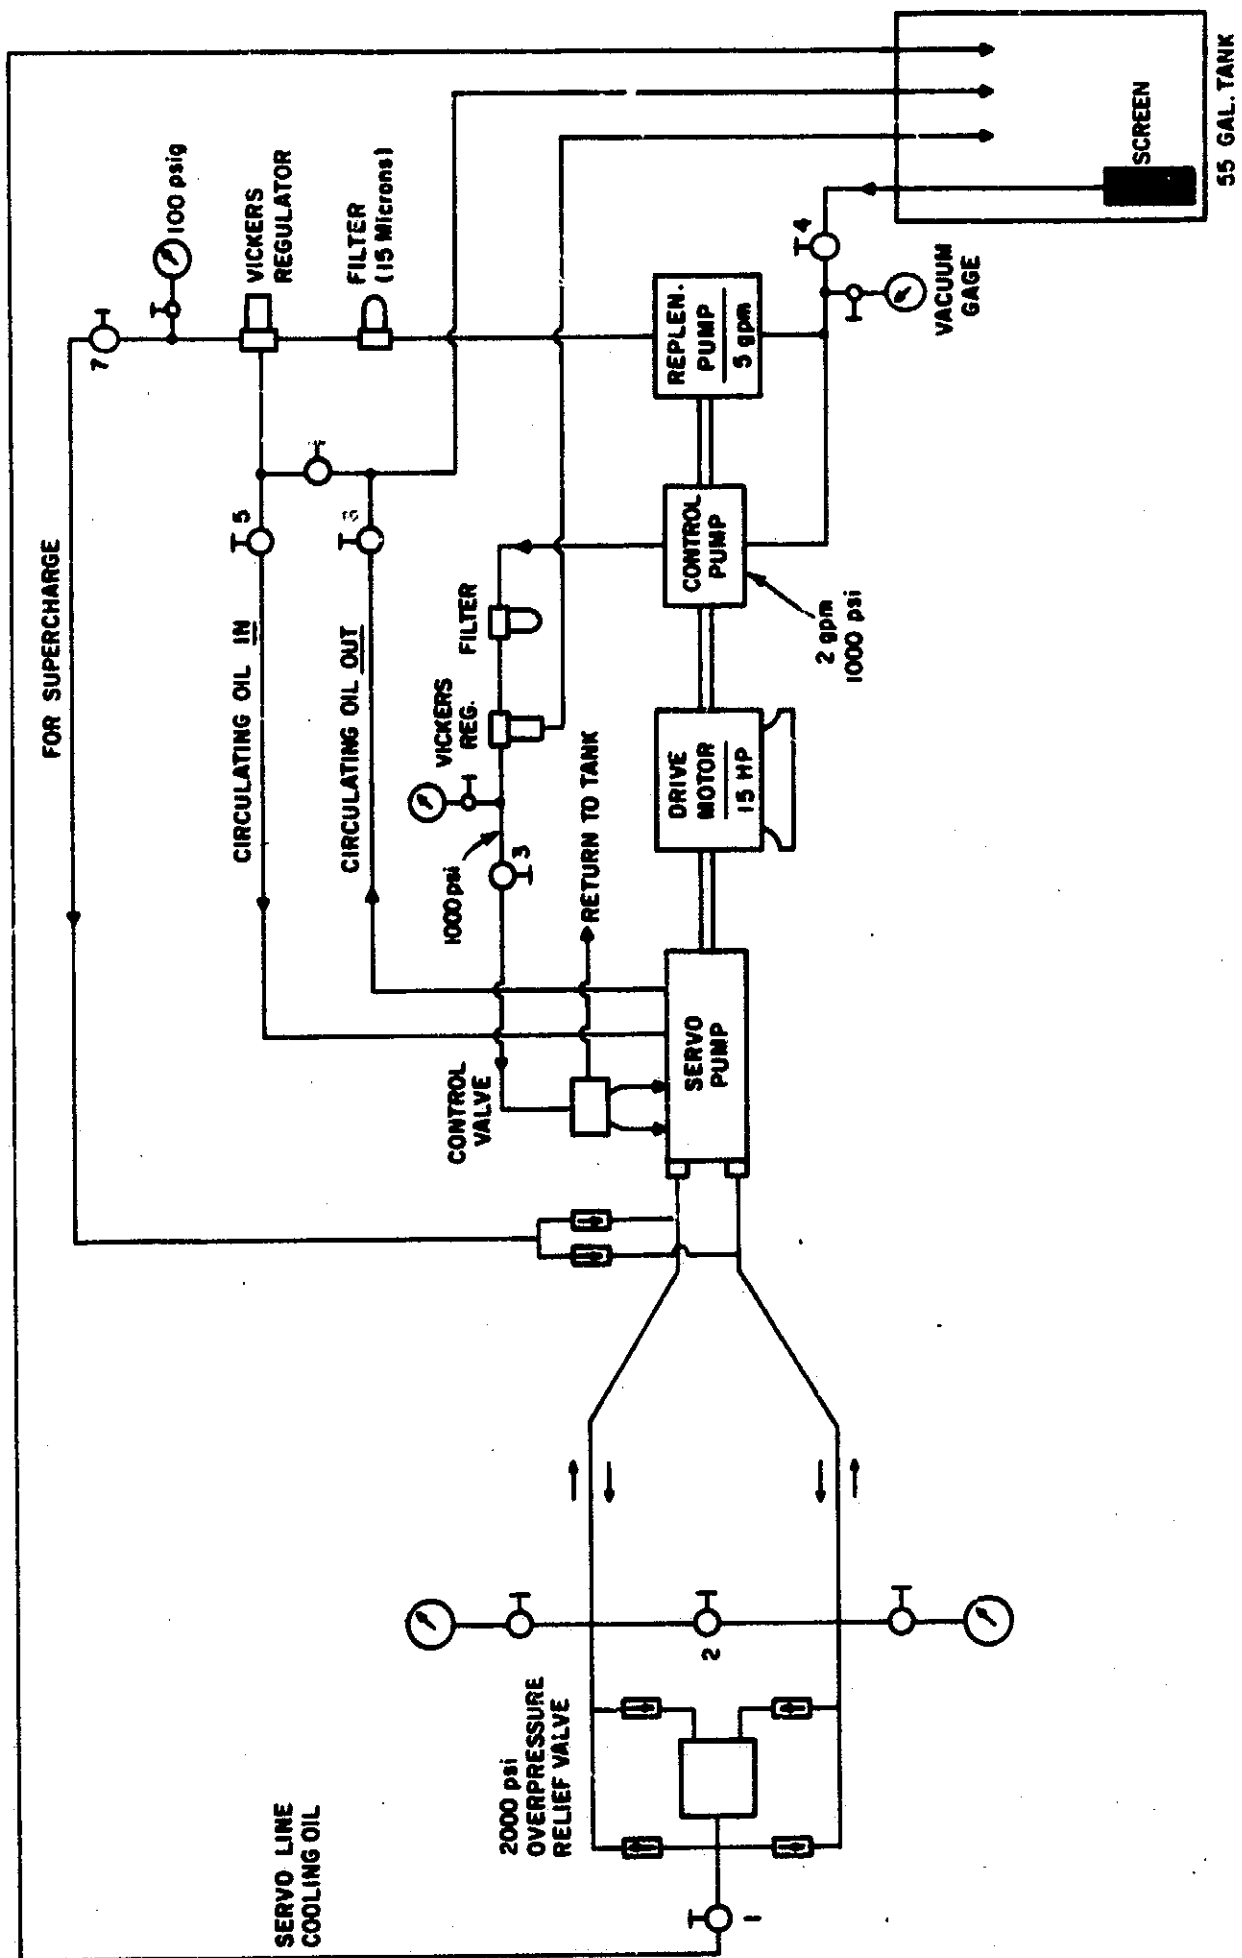 FOR SUPERCHARGE
7
100 psig
CIRCULATING OIL IN
5
VICKERS
REGULATOR
SERVO LINE
COOLING OIL
CIRCULATING OIL OUT
FILTER
(15 Microns)
1000 psi
VICKERS
REG.
FILTER
CONTROL
VALVE
3
2000 psi
OVERPRESSURE
RELIEF VALVE
RETURN TO TANK
2
1
SERVO
PUMP
DRIVE
MOTOR
15 HP
CONTROL
PUMP
REPLEN.
PUMP
5 gpm
2 gpm
1000 psi
4
VACUUM
GAGE
SCREEN
55 GAL. TANK